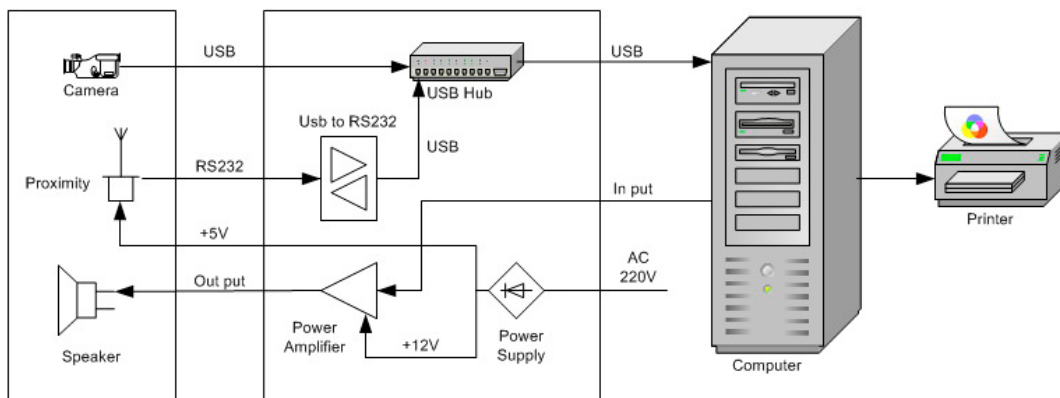 USB
USB
Camera
USB Hub
Usb to RS232
USB
RS232
Proximity
In put
Printer
+5V
AC
220V
Out put
Power
Amplifier
+12V
Power
Supply
Speaker
Computer